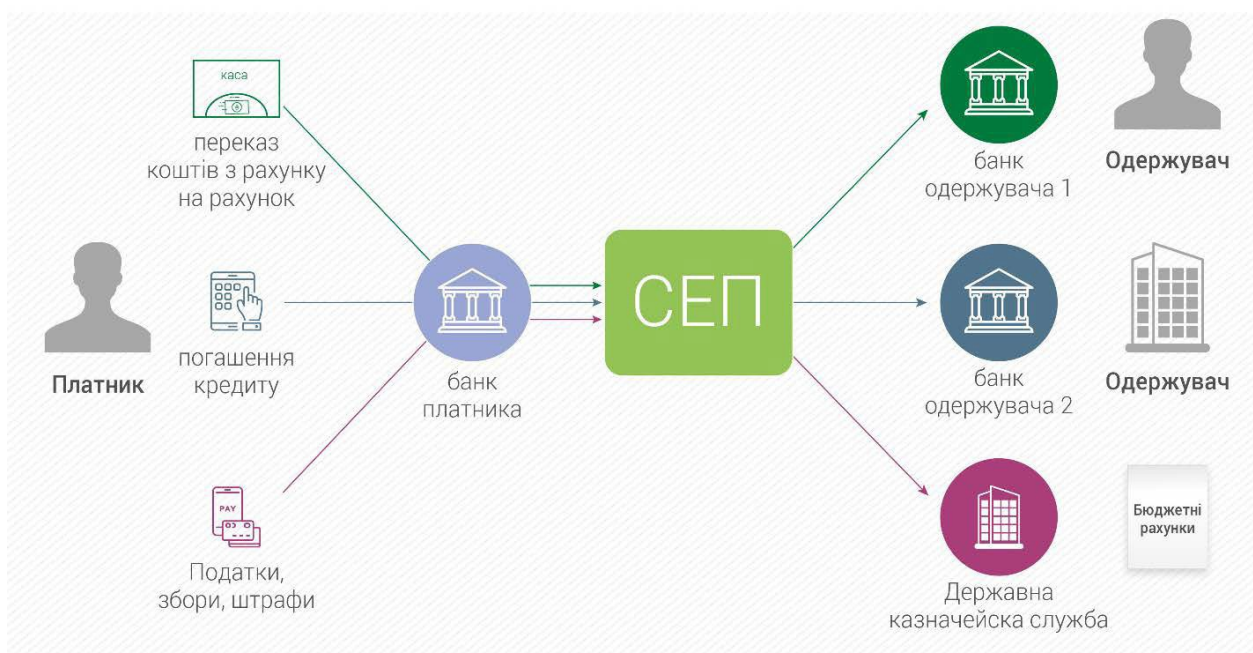 каса
переказ
коштів з рахунку
на рахунок
Платник
погашення
кредиту
PAY
Податки,
збори, штрафи
банк
платника
СЕП
банк
одержувача 1
Одержувач
банк
одержувача 2
Одержувач
Державна
казначейска служба
Бюджетні
рахунки